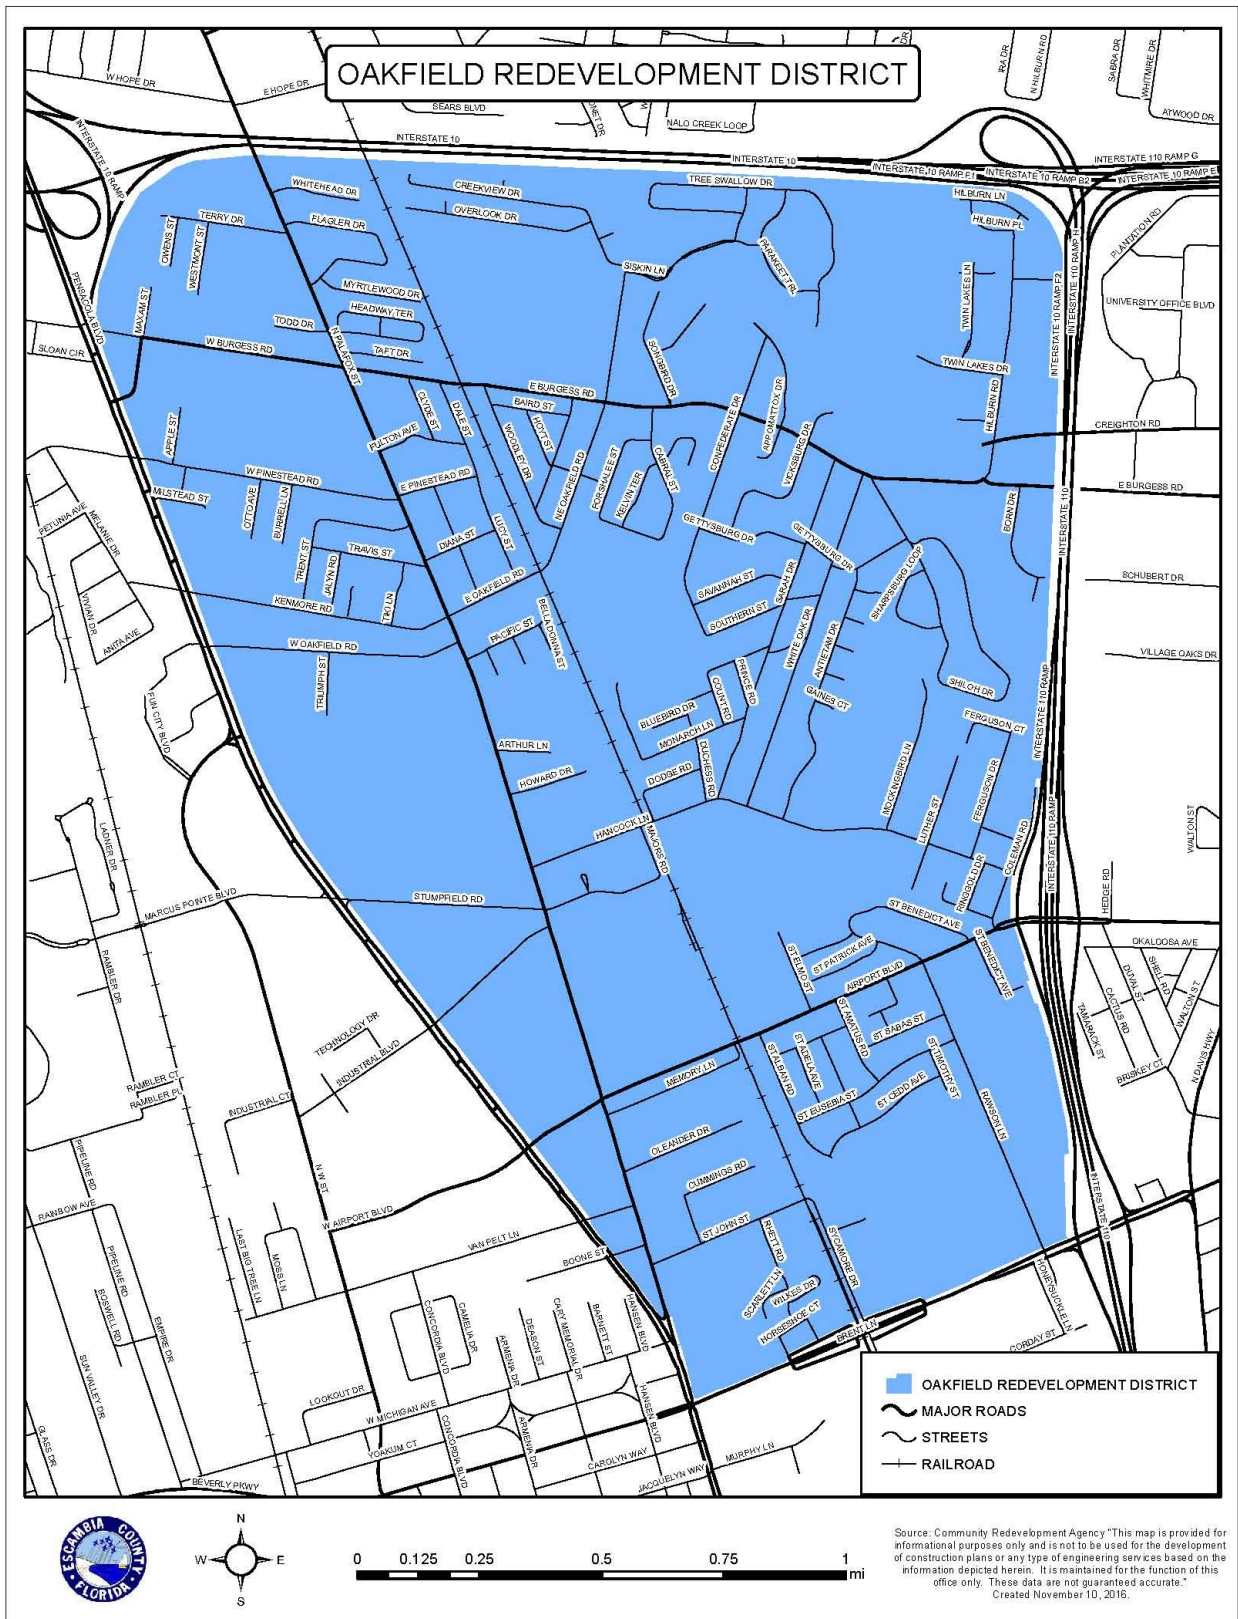 OAKFIELD REDEVELOPMENT DISTRICT
W HOPE DR
E HOPE DR
SEARS BLVD
NALO CREEK LOOP
IRA DR
N HILBURN RD
SABRA DR
WHITMIRE DR
ATWOOD DR
INTERSTATE 10 RAMP
INTERSTATE 10
INTERSTATE 10
INTERSTATE 10 RAMP F1
INTERSTATE 110 RAMP B2
INTERSTATE 110 RAMP G
INTERSTATE 10 RAMP E
WHITEHEAD DR
CREEKVIEW DR
TREE SWALLOW DR
HILBURN LN
TERRY DR
FLAGLER DR
OVERLOOK DR
HILBURN PL
OWENS ST
WESTMONT ST
PARAKEET TRL
PLANTATION RD
INTERSTATE 110 RAMP H
SISKIN LN
PENSACOLA BLVD
MAXAM ST
MYRTLEWOOD DR
HEADWAY TER
TWIN LAKES LN
INTERSTATE 10 RAMP F2
UNIVERSITY OFFICE BLVD
TODD DR
TAFT DR
N PALAFOX ST
SLOAN CIR
W BURGESS RD
SONGBIRD DR
TWIN LAKES DR
E BURGESS RD
CLYDE ST
DALE ST
BAIRD ST
HOYT ST
WOODLEY DR
CONFEDERATE DR
APPOMATTOX DR
VICKSBURG DR
HILBURN RD
CREIGHTON RD
APPLE ST
FULTON AVE
NE OAKFIELD RD
FORSHALEE ST
KELVIN TER
CABRAL ST
W PINESTEAD RD
E PINESTEAD RD
E BURGESS RD
MILSTEAD ST
OTTO AVE
BURRELL LN
BORN DR
INTERSTATE 110
PETUNIA AVE
MELANIE DR
LUCY ST
GETTYSBURG DR
GETTYSBURG DR
TRENT ST
TRAVIS ST
JALYN RD
DIANA ST
SARAH DR
SHARPSBURG LOOP
SCHUBERT DR
E OAKFIELD RD
SAVANNAH ST
SOUTHERN ST
VIVIAN DR
KENMORE RD
TIKI LN
BELLA DONNA ST
PACIFIC ST
WHITE OAK DR
ANTIETAM DR
ANITA AVE
W OAKFIELD RD
TRIUMPH ST
VILLAGE OAKS DR
PRINCE RD
COUNT RD
GAINES CT
SHILOH DR
INTERSTATE 110 RAMP
FUN CITY BLVD
BLUEBIRD DR
MONARCH LN
FERGUSON CT
ARTHUR LN
HOWARD DR
DODGE RD
DUCHESS RD
MOCKINGBIRD LN
FERGUSON DR
LUTHER ST
WALTON ST
LADNER DR
HANCOCK LN
MAJORS RD
COLEMAN RD
INTERSTATE 110 RAMP
RINGGOLD DR
HEDGE RD
MARCUS POINTE BLVD
STUMPFIELD RD
ST BENEDICT AVE
ST BENEDICT AVE
OKALOOSA AVE
RAMBLER DR
ST ELMO ST
ST PATRICK AVE
AIRPORT BLVD
SHELL RD
DUVAL ST
CACTUS RD
WALTON ST
TAMARACK ST
TECHNOLOGY DR
INDUSTRIAL BLVD
ST AMATUS RD
ST SABAS ST
ST ADELA AVE
ST ALBAN RD
ST TIMOTHY ST
N DAVIS HWY
BRISKEY CT
RAMBLER CT
RAMBLER PL
INDUSTRIAL CT
MEMORY LN
ST EUSEBIA ST
ST CEDD AVE
RAWSON LN
OLEANDER DR
PIPELINE RD
N W ST
CUMMINGS RD
RAINBOW AVE
W AIRPORT BLVD
ST JOHN ST
RHETT RD
SYCAMORE DR
INTERSTATE 110
LAST BIG TREE LN
MOSS LN
VAN PELT LN
BOONE ST
PIPELINE RD
BOSWELL RD
EMPIRE DR
SCARLETT LN
WILKES DR
HONEYSUCKLE LN
CONCORDIA BLVD
CAMELIA DR
ARMENIA DR
DEASON ST
CARY MEMORIAL DR
BARNETT ST
HANSEN BLVD
HORSESHOE CT
BRENT LN
CORDAY ST
SUN VALLEY DR
LOOKOUT DR
W MICHIGAN AVE
HANSEN BLVD
GLASS DR
YOAKUM CT
CONCORDIA BLVD
ARMENIA DR
CAROLYN WAY
MURPHY LN
BEVERLY PKWY
JACQUELYN WAY
OAKFIELD REDEVELOPMENT DISTRICT
MAJOR ROADS
STREETS
RAILROAD
ESCAMBIA COUNTY
FLORIDA
N
W
E
S
0 0.125 0.25 0.5 0.75 1
mi
Source: Community Redevelopment Agency "This map is provided for
informational purposes only and is not to be used for the development
of construction plans or any type of engineering services based on the
information depicted herein. It is maintained for the function of this
office only. These data are not guaranteed accurate."
Created November 10, 2016.